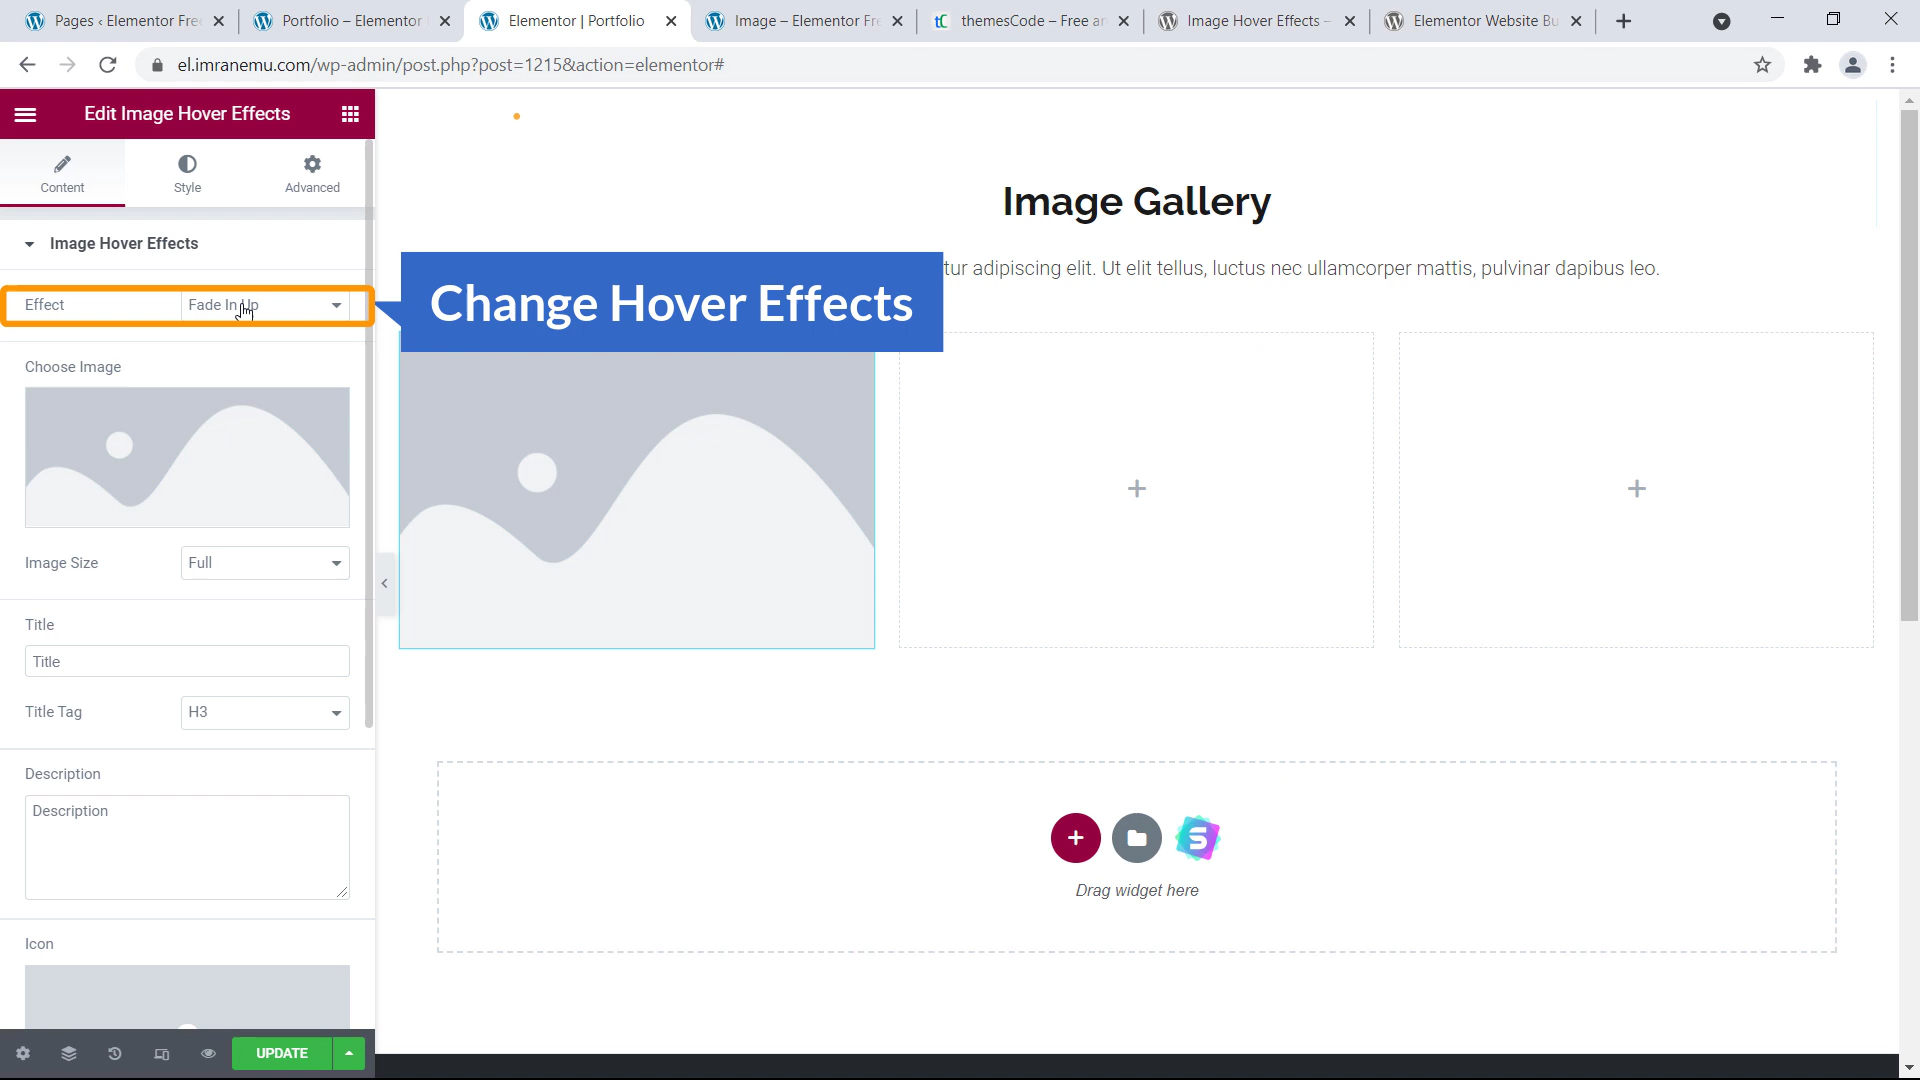 Pages ‹ Elementor Fre
Portfolio – Elementor
Elementor | Portfolio
Image – Elementor Fre
tC themesCode – Free an
Image Hover Effects –
Elementor Website Bu
el.imranemu.com/wp-admin/post.php?post=1215&action=elementor#
Edit Image Hover Effects
Content
Style
Advanced
Image Hover Effects
Effect
Fade In Up
Choose Image
Image Size
Full
Title
Title
Title Tag
H3
Description
Description
Icon
UPDATE
Image Gallery
tur adipiscing elit. Ut elit tellus, luctus nec ullamcorper mattis, pulvinar dapibus leo.
Change Hover Effects
Drag widget here